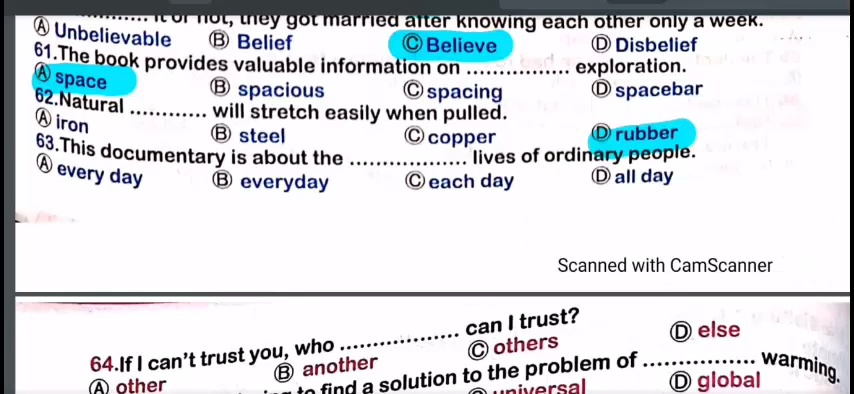 ............ it or not, they got married after knowing each other only a week.
Ⓐ Unbelievable Ⓑ Belief Ⓒ Believe Ⓓ Disbelief
61.The book provides valuable information on ................ exploration.
Ⓐ space Ⓑ spacious Ⓒ spacing Ⓓ spacebar
62.Natural ............ will stretch easily when pulled.
Ⓐ iron Ⓑ steel Ⓒ copper Ⓓ rubber
63.This documentary is about the .................. lives of ordinary people.
Ⓐ every day Ⓑ everyday Ⓒ each day Ⓓ all day
Scanned with CamScanner
64.If I can't trust you, who .................. can I trust?
Ⓐ other Ⓑ another Ⓒ others Ⓓ else
to find a solution to the problem of ................ warming.
universal Ⓓ global